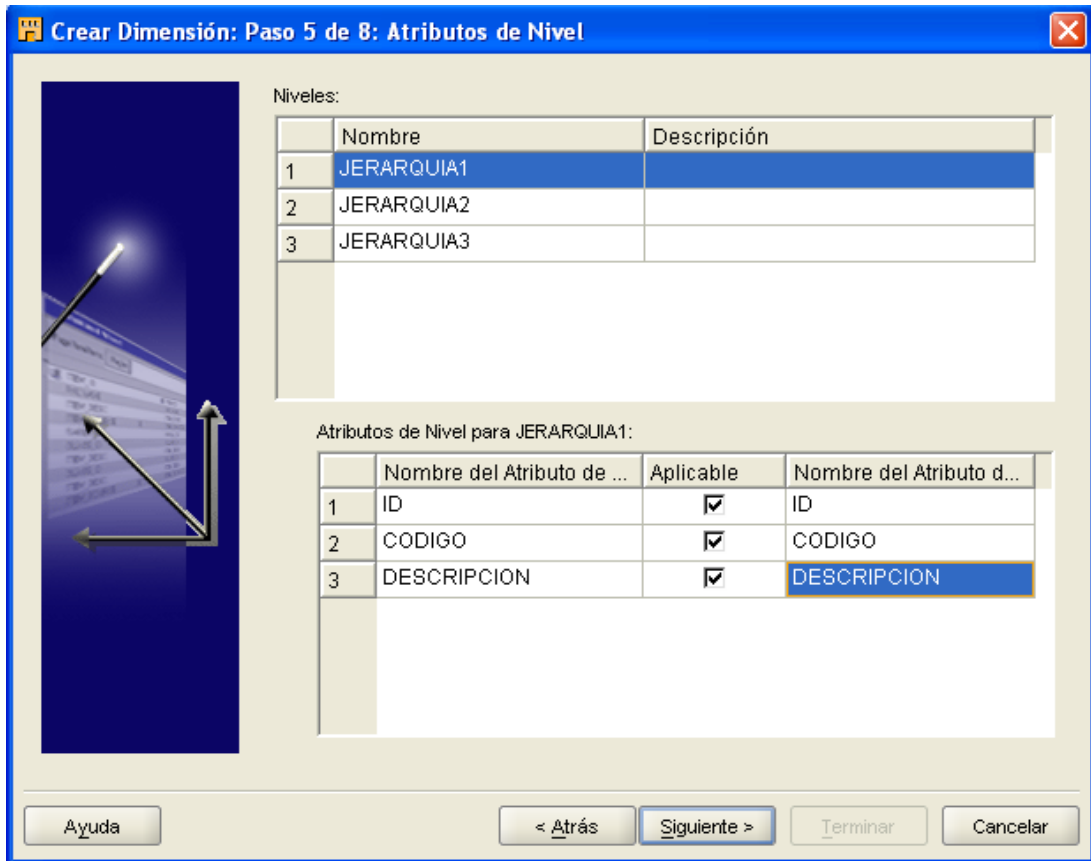 Crear Dimensión: Paso 5 de 8: Atributos de Nivel
Niveles:
Nombre Descripción
1 JERARQUIA1
2 JERARQUIA2
3 JERARQUIA3
Atributos de Nivel para JERARQUIA1:
Nombre del Atributo de ... Aplicable Nombre del Atributo d...
1 ID ID
2 CODIGO CODIGO
3 DESCRIPCION DESCRIPCION
Ayuda < Atrás Siguiente > Terminar Cancelar